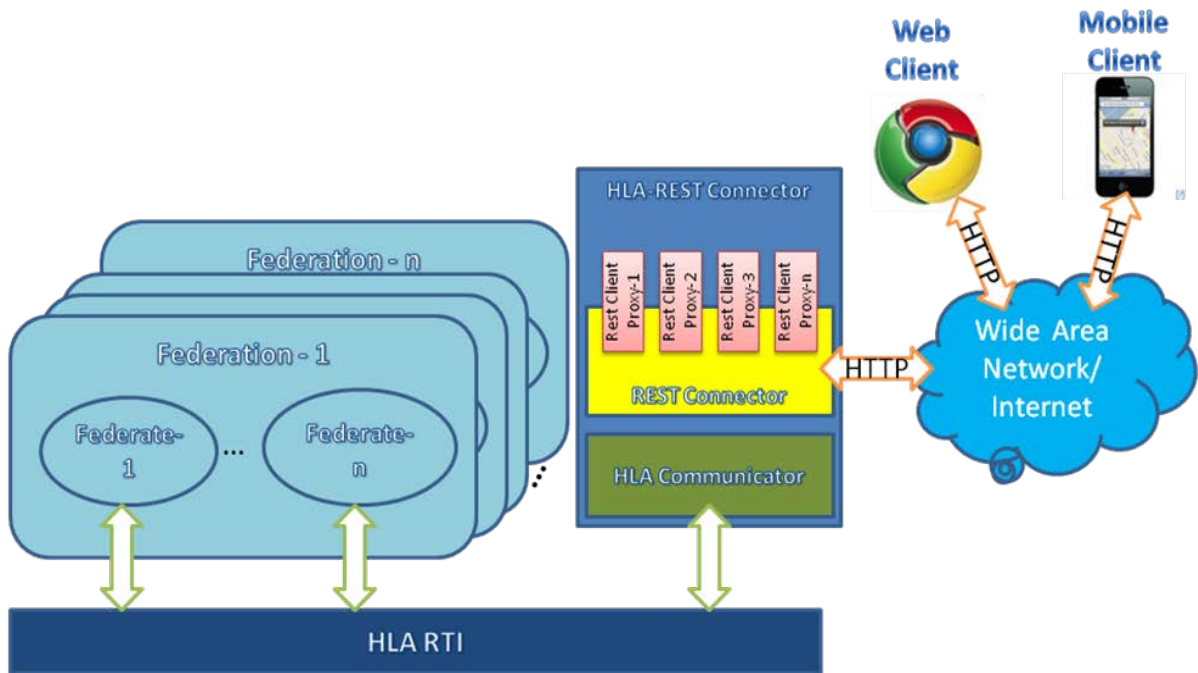 Web
Client
Mobile
Client
HLA-REST Connector
Federation - n
Rest Client
Proxy-1
Rest Client
Proxy-2
Rest Client
Proxy-3
Rest Client
Proxy-n
HTTP
HTTP
Federation - 1
Wide Area
Network/
Internet
HTTP
REST Connector
Federate-
1
...
Federate-
n
...
HLA Communicator
HLA RTI